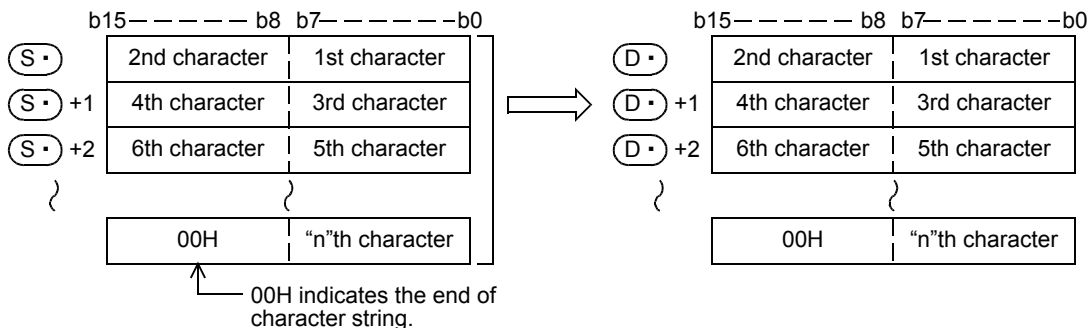 b15— — — — — b8 b7— — — — —b0 b15— — — — — b8 b7— — — — —b0
S・ 2nd character 1st character D・ 2nd character 1st character
S・ +1 4th character 3rd character D・ +1 4th character 3rd character
S・ +2 6th character 5th character D・ +2 6th character 5th character
00H “n”th character 00H “n”th character
00H indicates the end of
character string.